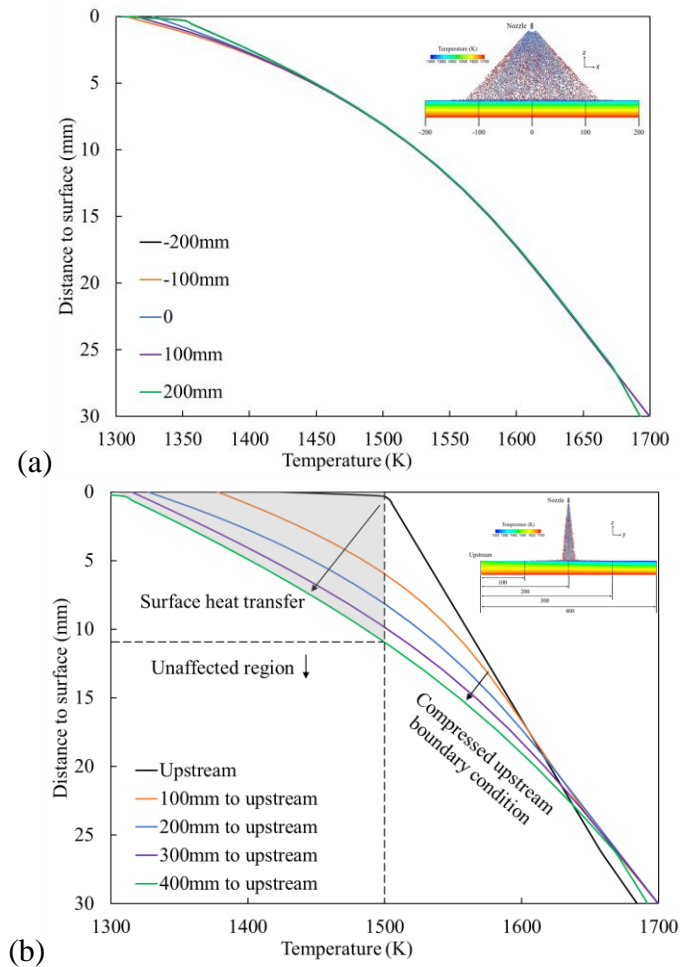 0
5
10
15
20
25
30
Distance to surface (mm)
Nozzle
Temperature (K)
z
x
-200 -100 0 100 200
-200mm
-100mm
0
100mm
200mm
1300 1350 1400 1450 1500 1550 1600 1650 1700
Temperature (K)
(a)
0
5
10
15
20
25
30
Distance to surface (mm)
Nozzle
Temperature (K)
z
y
Upstream
100
200
300
400
Surface heat transfer
Unaffected region
Compressed upstream
boundary condition
Upstream
100mm to upstream
200mm to upstream
300mm to upstream
400mm to upstream
1300 1400 1500 1600 1700
Temperature (K)
(b)